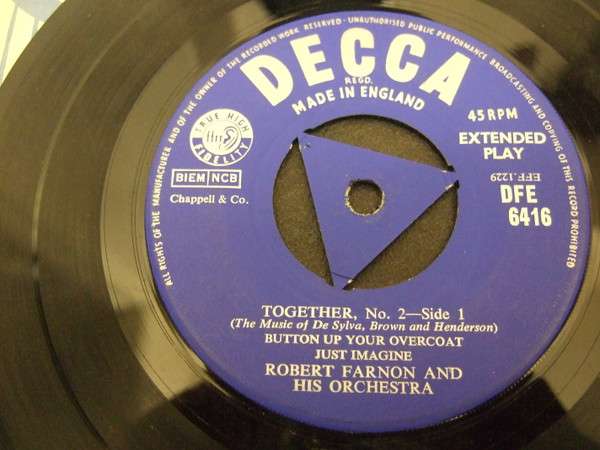 ALL RIGHTS OF THE MANUFACTURER AND OF THE OWNER OF THE RECORDED WORK RESERVED · UNAUTHORISED PUBLIC PERFORMANCE BROADCASTING AND COPYING OF THIS RECORD PROHIBITED
DECCA
REGD.
MADE IN ENGLAND
45 RPM
EXTENDED
PLAY
EFF.1229
DFE
6416
TRUE HIGH
ffrr
FIDELITY
BIEM NCB
Chappell & Co.
TOGETHER, No. 2—Side 1
(The Music of De Sylva, Brown and Henderson)
BUTTON UP YOUR OVERCOAT
JUST IMAGINE
ROBERT FARNON AND
HIS ORCHESTRA